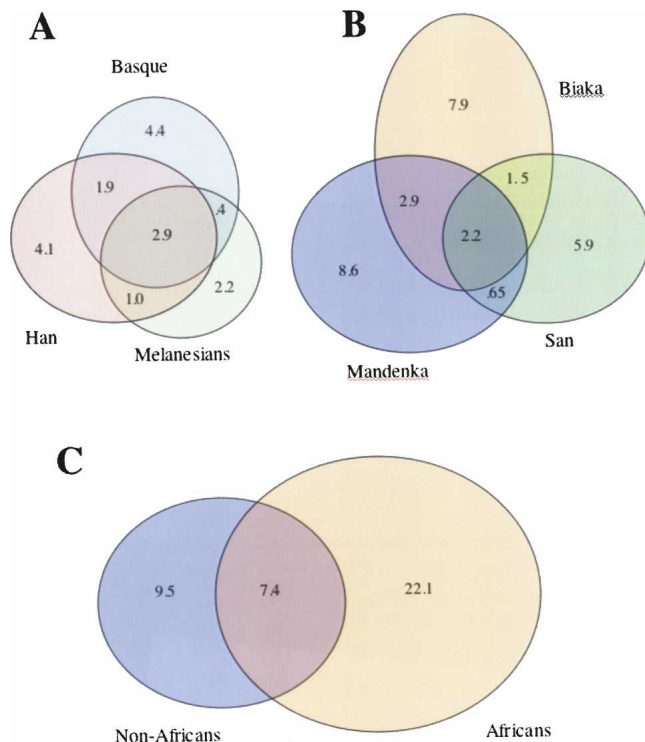 A
Basque
4.4
1.9
.4
2.9
4.1
2.2
1.0
Han
Melanesians
B
Biaka
7.9
1.5
2.9
2.2
5.9
8.6
.65
San
Mandenka
C
9.5
7.4
22.1
Non-Africans
Africans